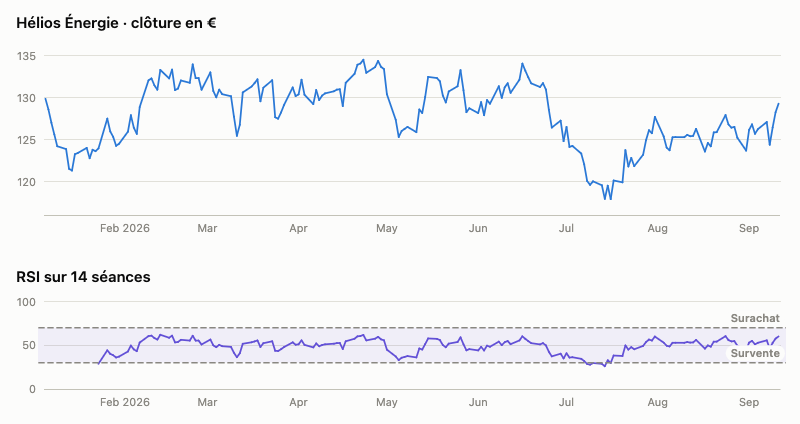 Hélios Énergie · clôture en €
135
130
125
120
Feb 2026 Mar Apr May Jun Jul Aug Sep
RSI sur 14 séances
100
Surachat
50
Survente
0
Feb 2026 Mar Apr May Jun Jul Aug Sep